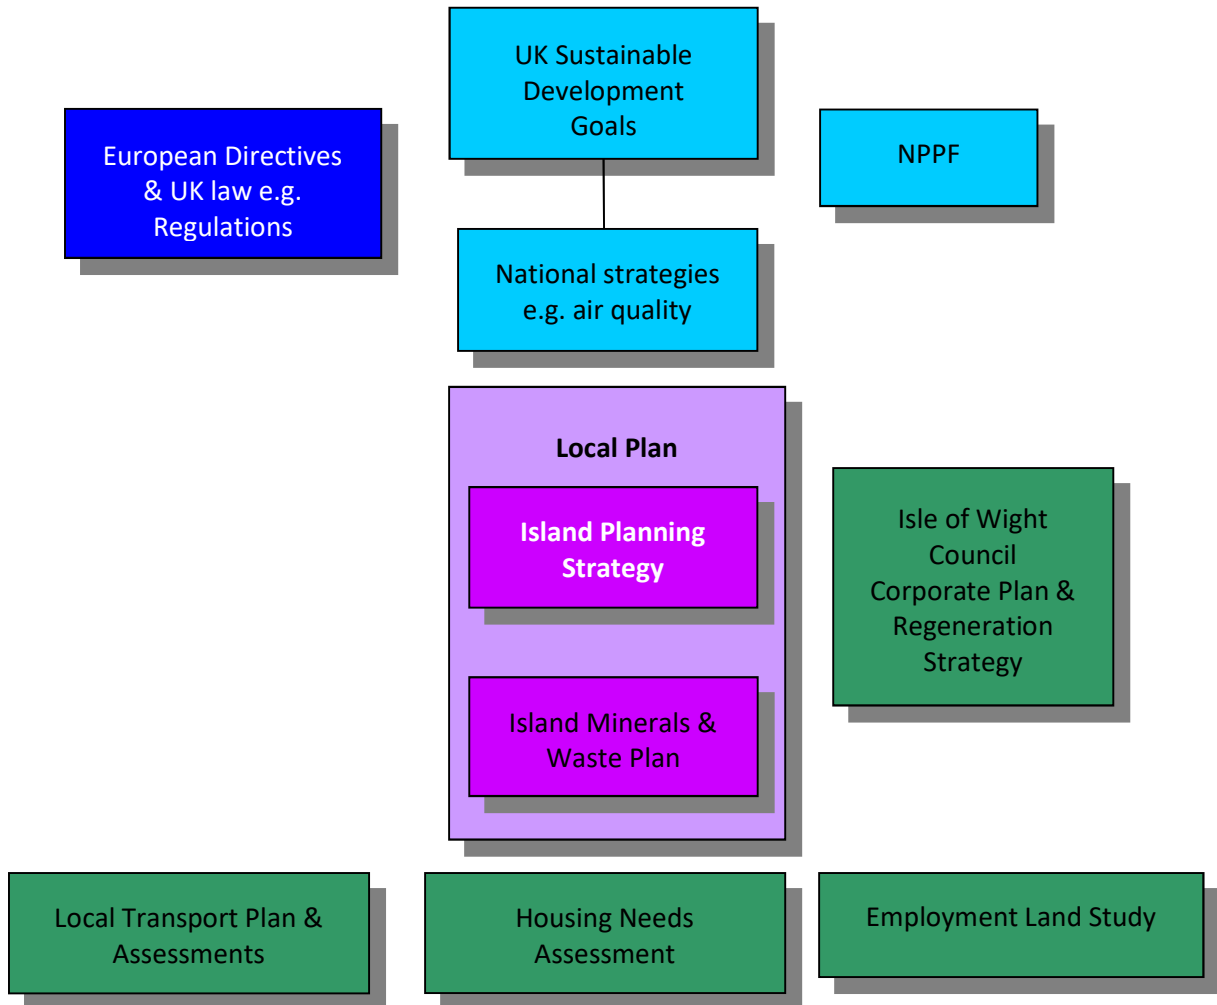 UK Sustainable
Development
Goals
European Directives
& UK law e.g.
Regulations
NPPF
National strategies
e.g. air quality
Local Plan
Island Planning
Strategy
Isle of Wight
Council
Corporate Plan &
Regeneration
Strategy
Island Minerals &
Waste Plan
Local Transport Plan &
Assessments
Housing Needs
Assessment
Employment Land Study